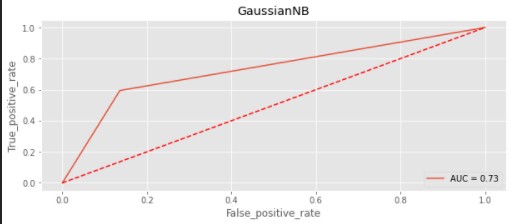 GaussianNB
True_positive_rate
1.0
0.8
0.6
0.4
0.2
0.0
0.0 0.2 0.4 0.6 0.8 1.0
False_positive_rate
AUC = 0.73